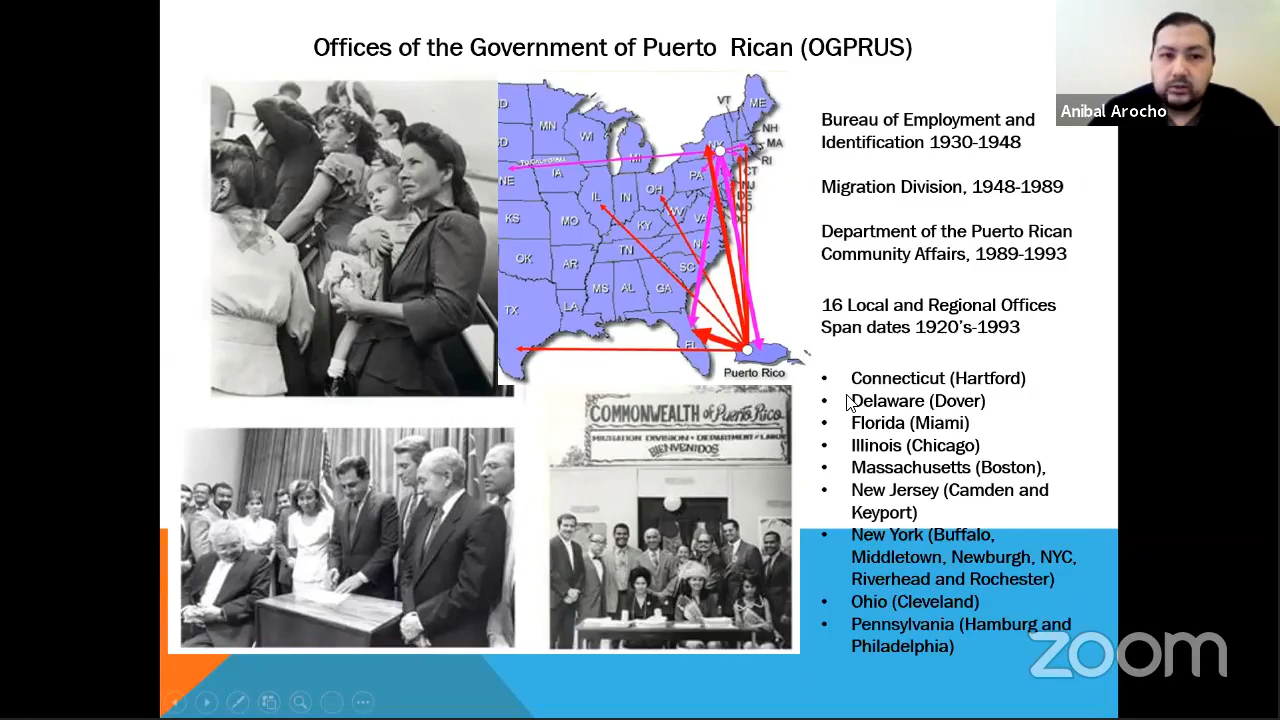 Offices of the Government of Puerto Rican (OGPRUS)
Anibal Arocho
Bureau of Employment and
Identification 1930-1948
Migration Division, 1948-1989
Department of the Puerto Rican
Community Affairs, 1989-1993
16 Local and Regional Offices
Span dates 1920's-1993
• Connecticut (Hartford)
• Delaware (Dover)
• Florida (Miami)
• Illinois (Chicago)
• Massachusetts (Boston),
• New Jersey (Camden and
Keyport)
• New York (Buffalo,
Middletown, Newburgh, NYC,
Riverhead and Rochester)
• Ohio (Cleveland)
• Pennsylvania (Hamburg and
Philadelphia)
VT
ME
NH
MA
RI
CT
NJ
DE
MD
NY
MN
WI
MI
TO CALIFORNIA
NE
IA
PA
IL
IN
OH
KS
MO
KY
WV
VA
TN
NC
OK
AR
SC
MS
AL
GA
TX
LA
FL
Puerto Rico
COMMONWEALTH of Puerto Rico
MIGRATION DIVISION - DEPARTMENT of LABOR
BIENVENIDOS
zoom